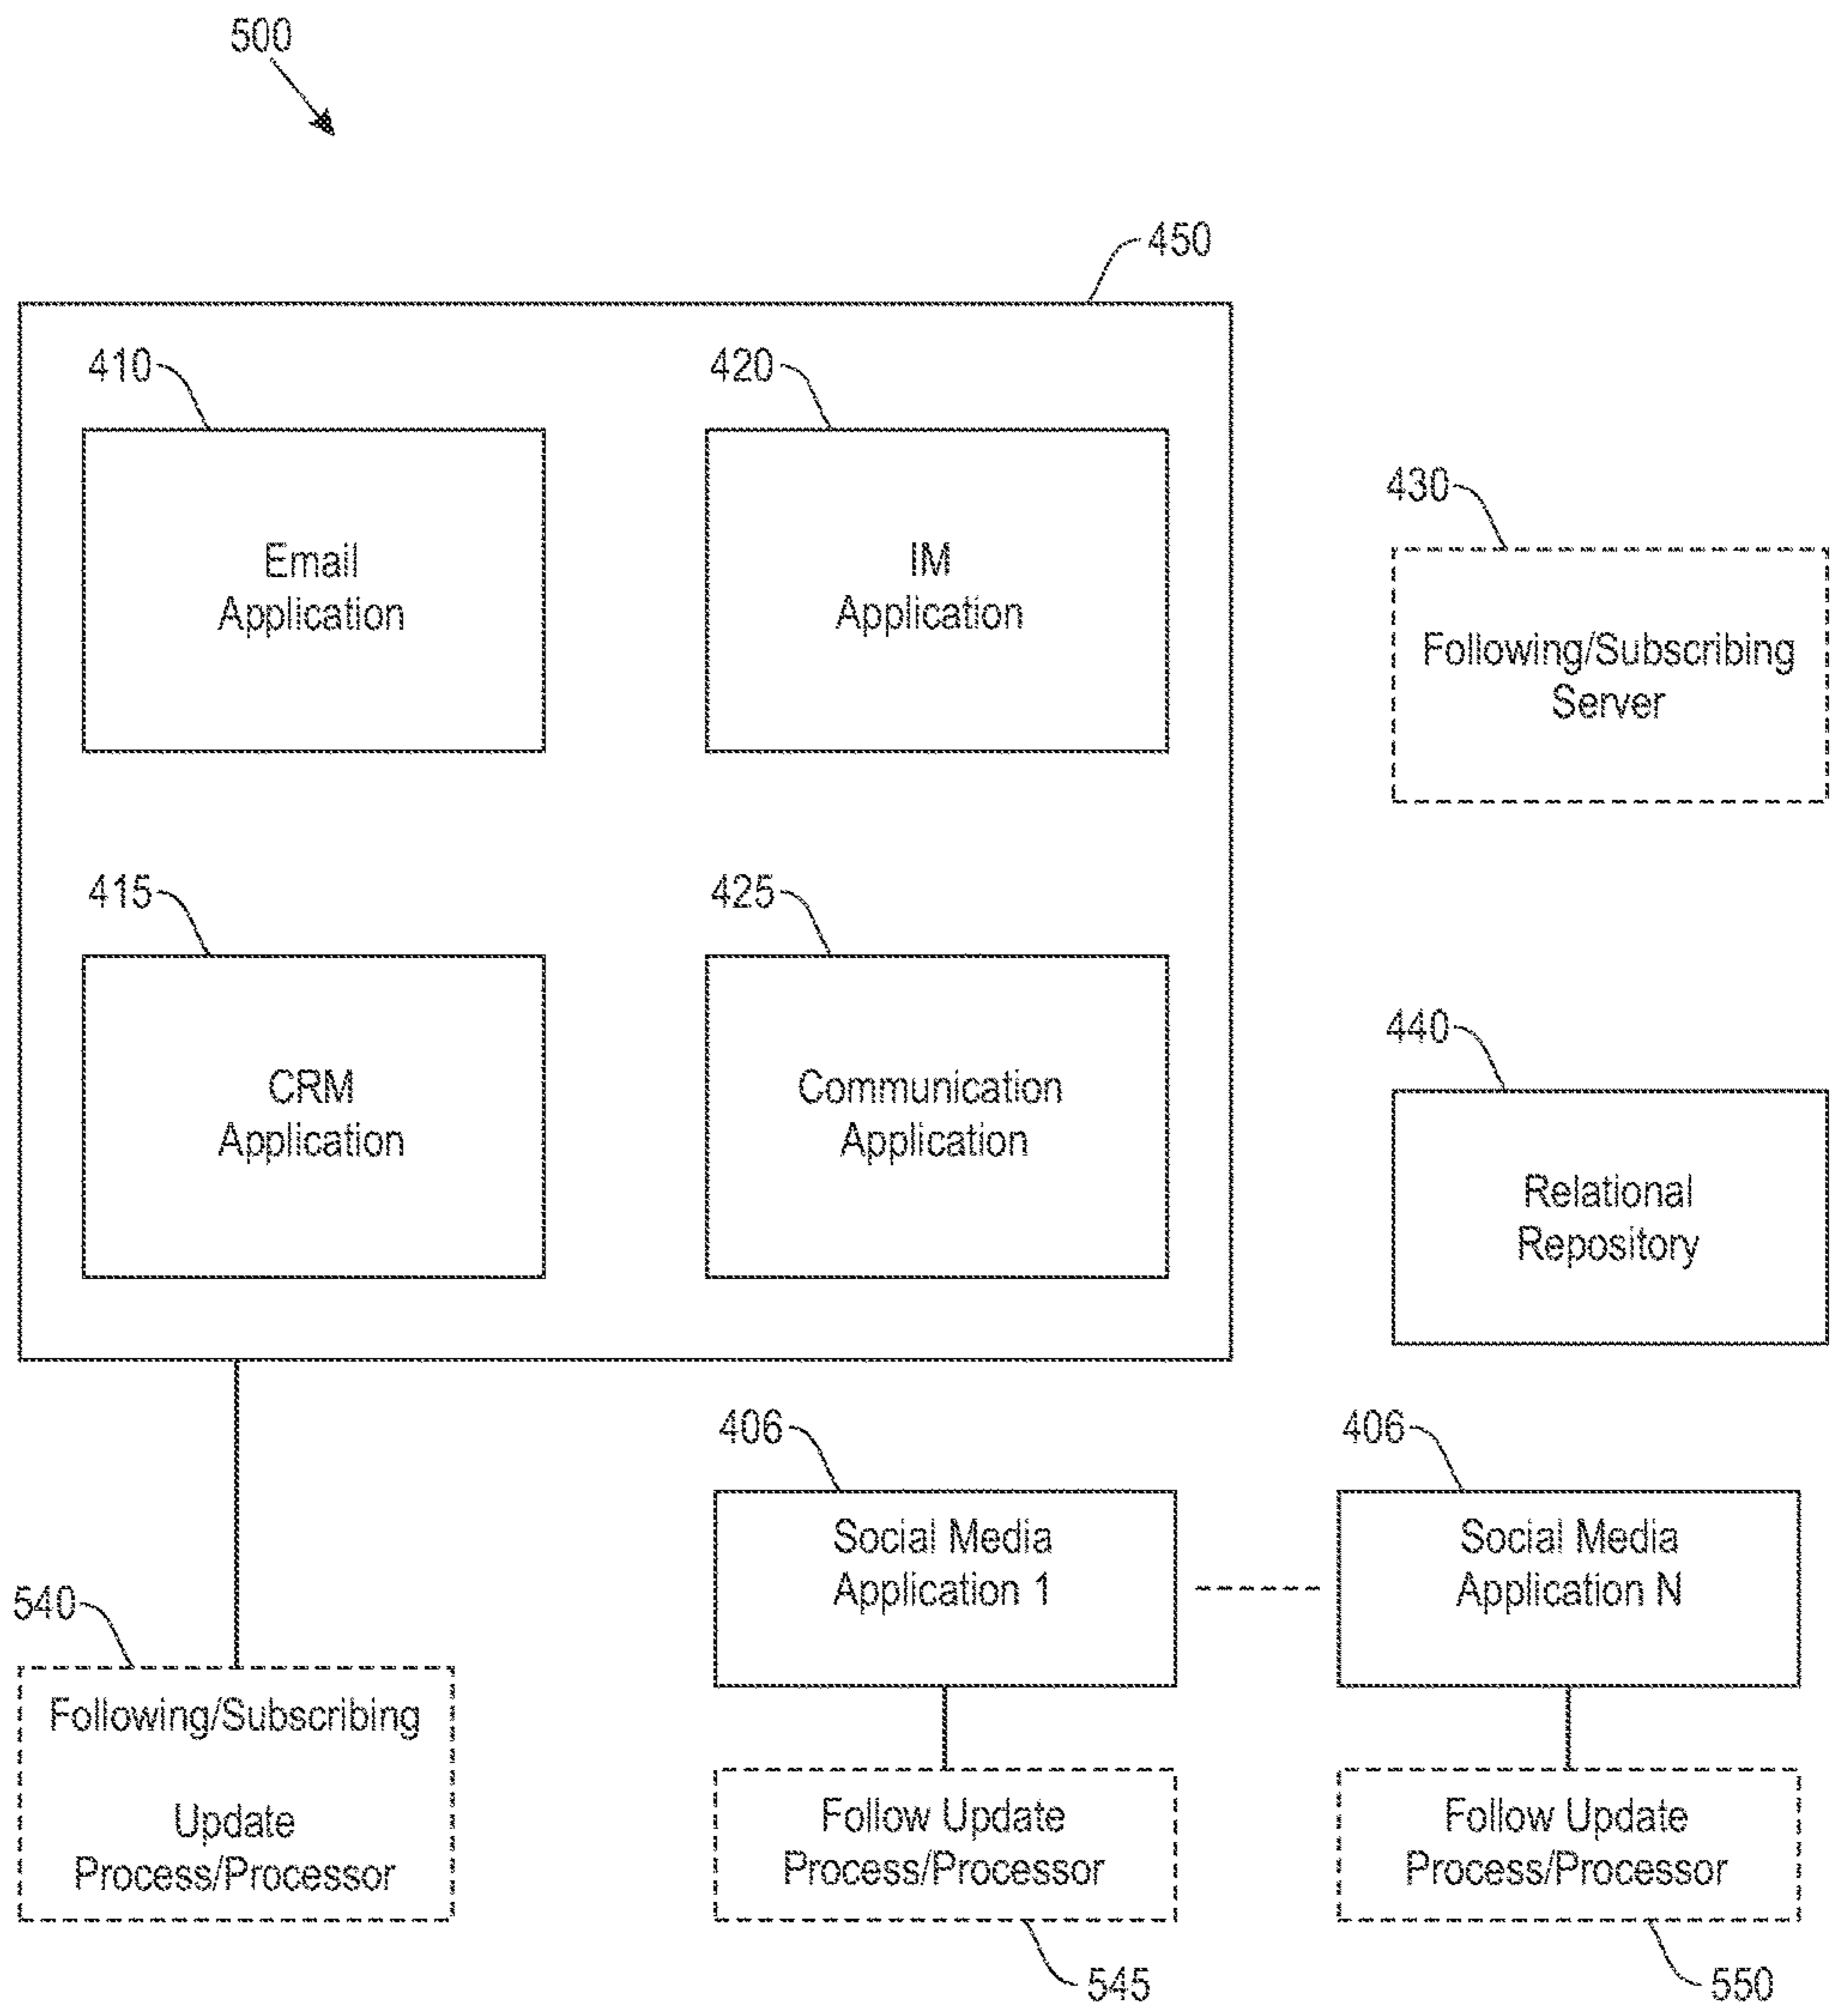 500
450
410
420
Email
Application
IM
Application
430
Following/Subscribing
Server
415
425
CRM
Application
Communication
Application
440
Relational
Repository
406
406
Social Media
Application 1
Social Media
Application N
540
Following/Subscribing
Update
Process/Processor
Follow Update
Process/Processor
Follow Update
Process/Processor
545
550